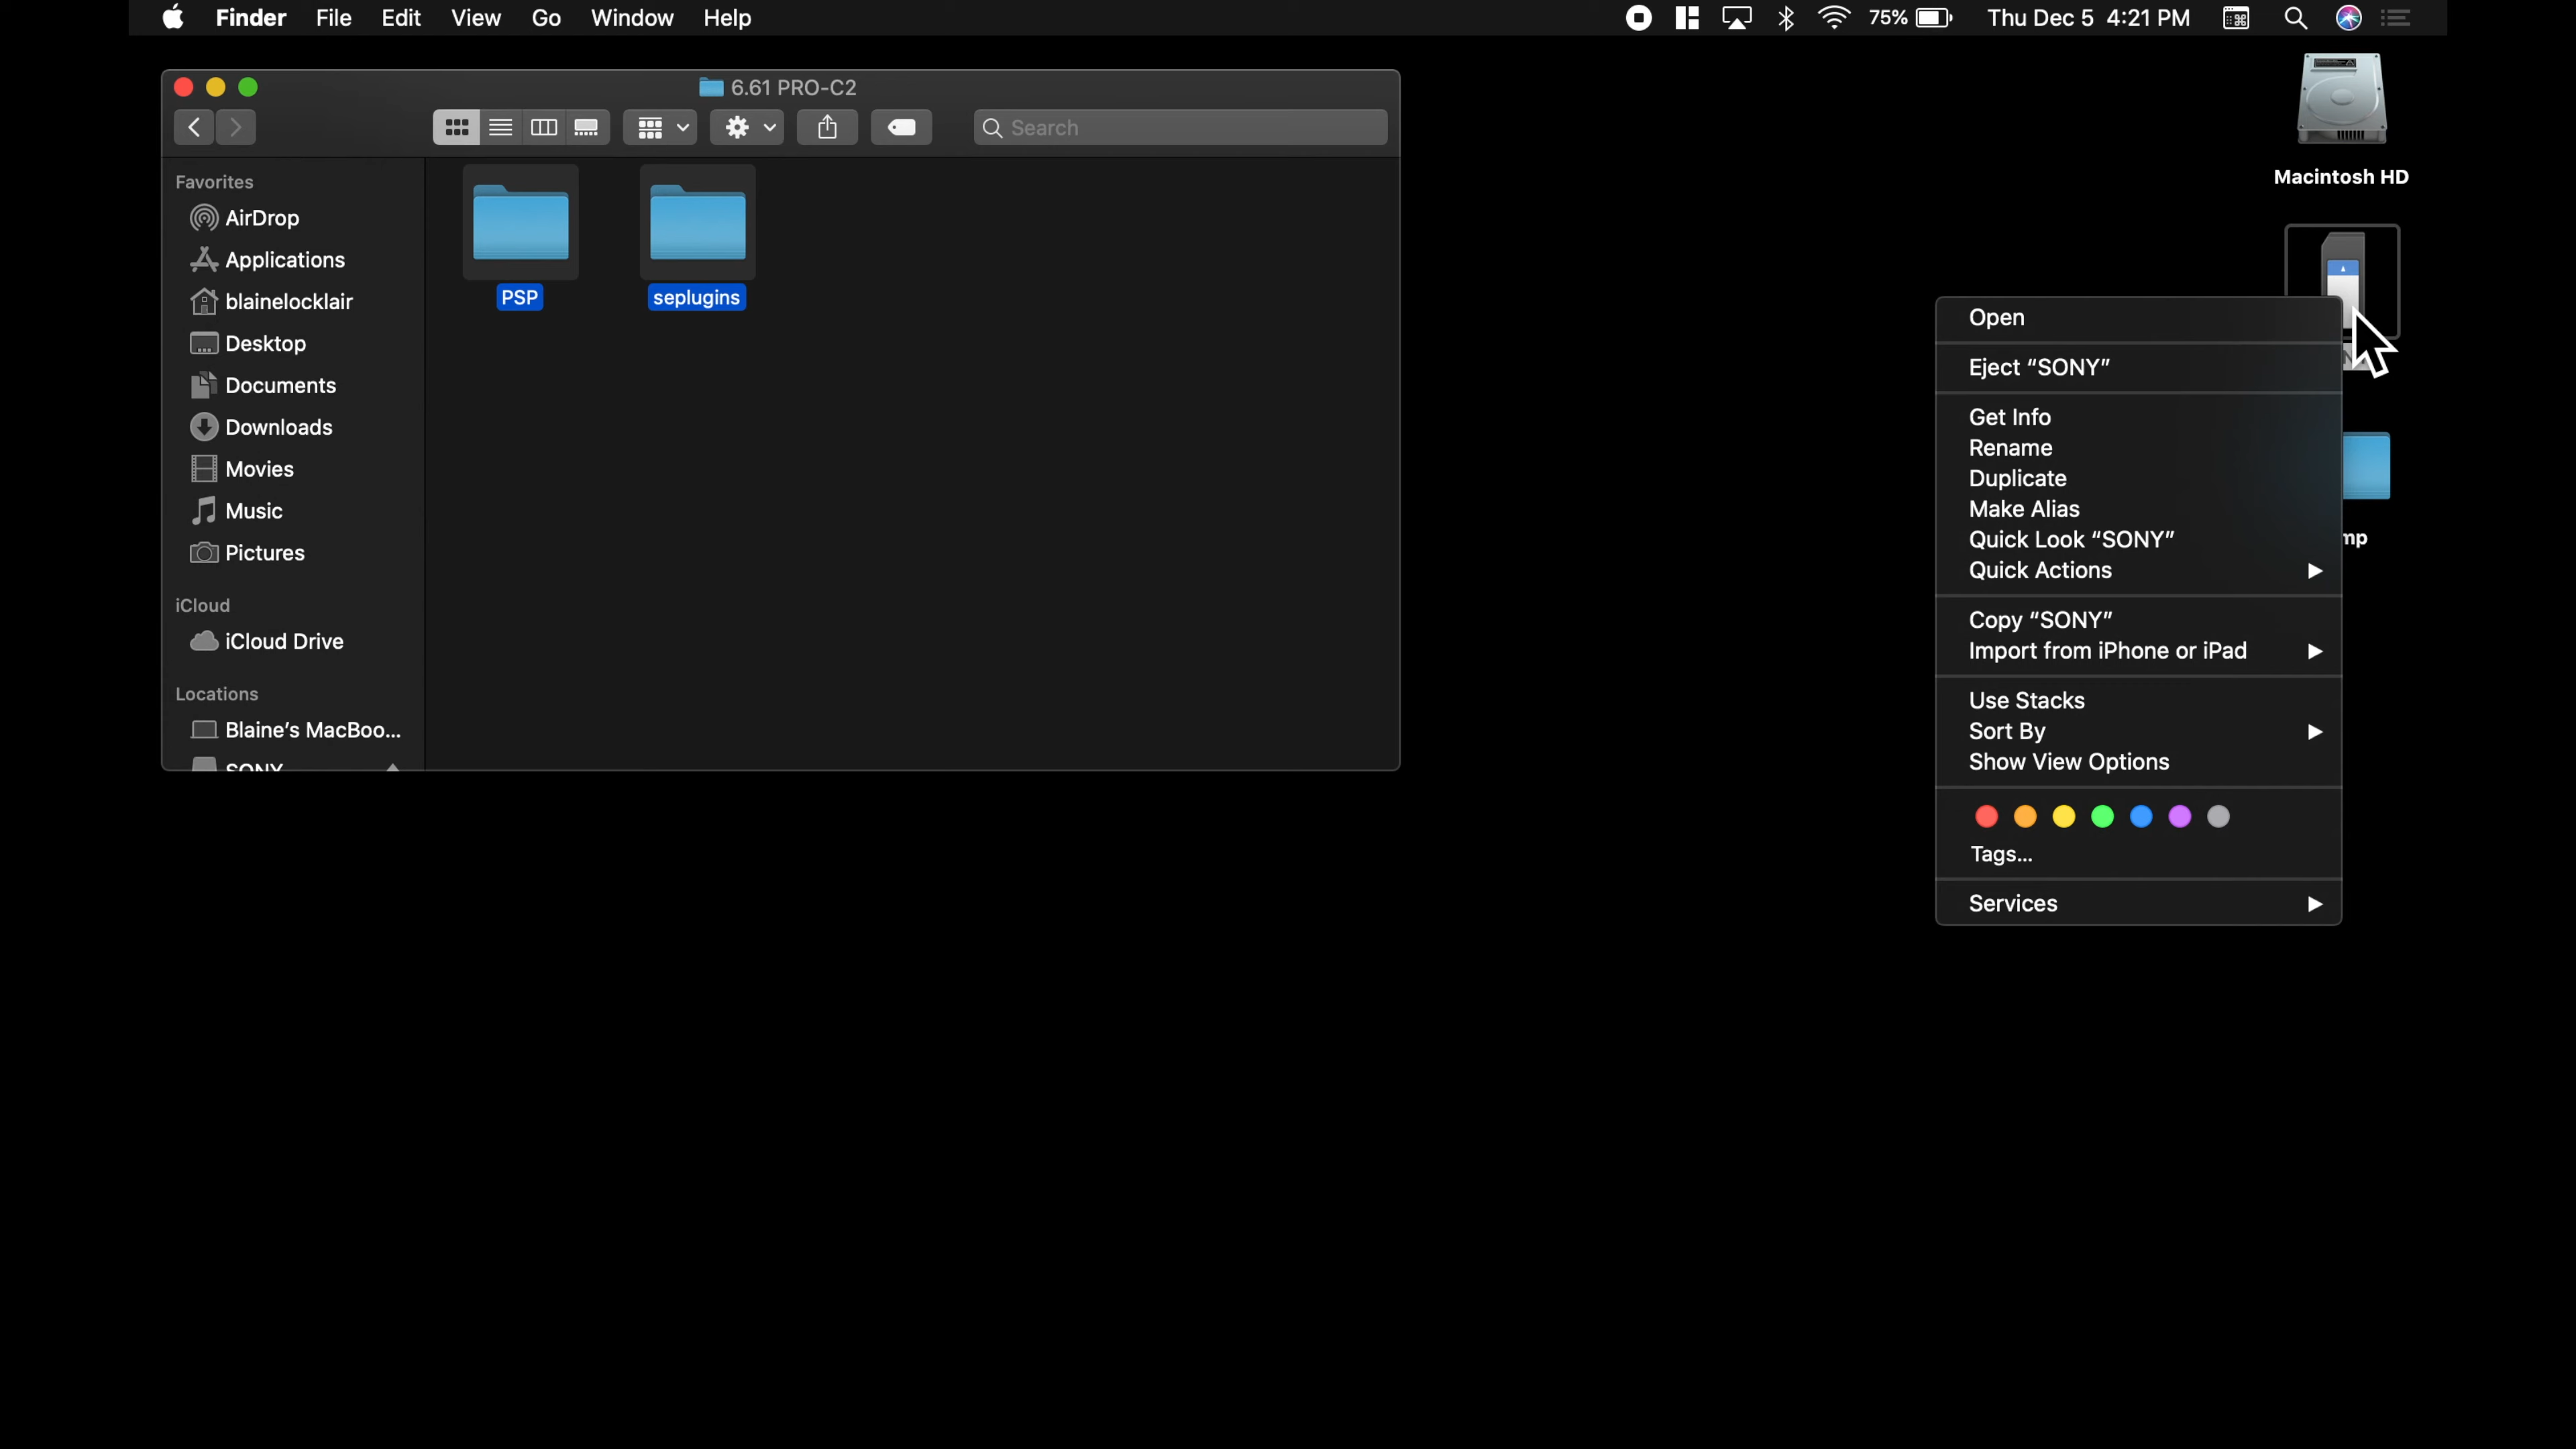 Finder File Edit View Go Window Help 75% Thu Dec 5 4:21 PM
6.61 PRO-C2
Search
Favorites
AirDrop
Applications
blainelocklair
Desktop
Documents
Downloads
Movies
Music
Pictures
iCloud
iCloud Drive
Locations
Blaine's MacBoo...
SONY
PSP
seplugins
Macintosh HD
Open
Eject “SONY”
Get Info
Rename
Duplicate
Make Alias
Quick Look “SONY”
Quick Actions
Copy “SONY”
Import from iPhone or iPad
Use Stacks
Sort By
Show View Options
Tags...
Services
mp